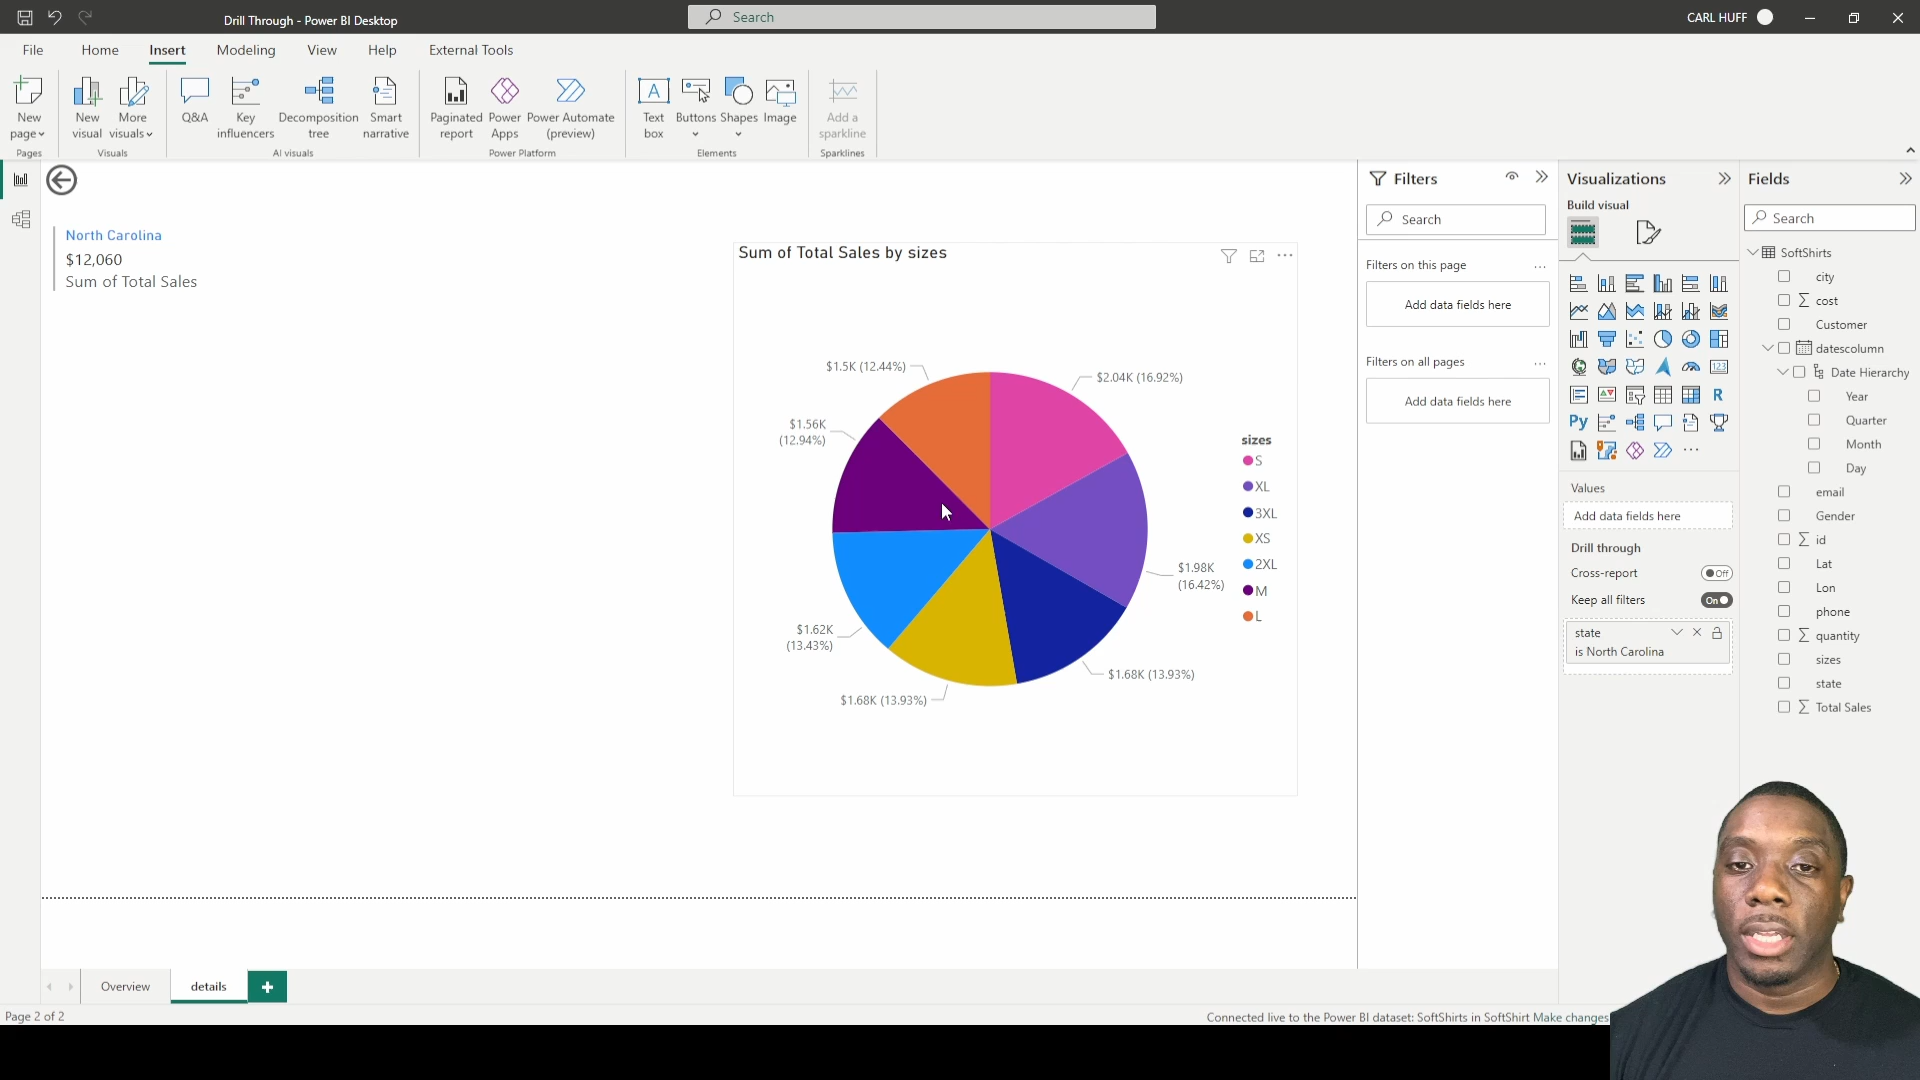 Drill Through - Power BI Desktop
Search
CARL HUFF
File
Home
Insert
Modeling
View
Help
External Tools
New
page
New
visual
More
visuals
Q&A
Key
influencers
Decomposition
tree
Smart
narrative
Paginated
report
Power
Apps
Power Automate
(preview)
Text
box
Buttons
Shapes
Image
Add a
sparkline
Pages
Visuals
AI visuals
Power Platform
Elements
Sparklines
North Carolina
$12,060
Sum of Total Sales
Sum of Total Sales by sizes
$1.5K (12.44%)
$2.04K (16.92%)
$1.56K
(12.94%)
$1.98K
(16.42%)
$1.62K
(13.43%)
$1.68K (13.93%)
$1.68K (13.93%)
sizes
S
XL
3XL
XS
2XL
M
L
Filters
Search
Filters on this page
...
Add data fields here
Filters on all pages
...
Add data fields here
Visualizations
Build visual
123
R
Py
...
Values
Add data fields here
Drill through
Cross-report
Off
Keep all filters
On
state
is North Carolina
Fields
Search
SoftShirts
city
∑ cost
Customer
datescolumn
Date Hierarchy
Year
Quarter
Month
Day
email
Gender
∑ id
Lat
Lon
phone
∑ quantity
sizes
state
∑ Total Sales
Overview
details
+
Page 2 of 2
Connected live to the Power BI dataset: SoftShirts in SoftShirt Make changes